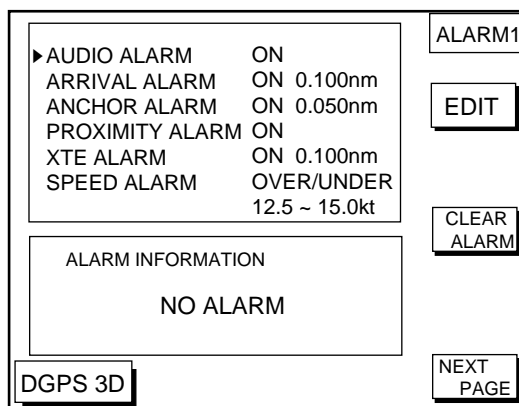 AUDIO ALARM ON
ARRIVAL ALARM ON 0.100nm
ANCHOR ALARM ON 0.050nm
PROXIMITY ALARM ON
XTE ALARM ON 0.100nm
SPEED ALARM OVER/UNDER
12.5 ~ 15.0kt
ALARM INFORMATION
NO ALARM
DGPS 3D
ALARM1
EDIT
CLEAR
ALARM
NEXT
PAGE